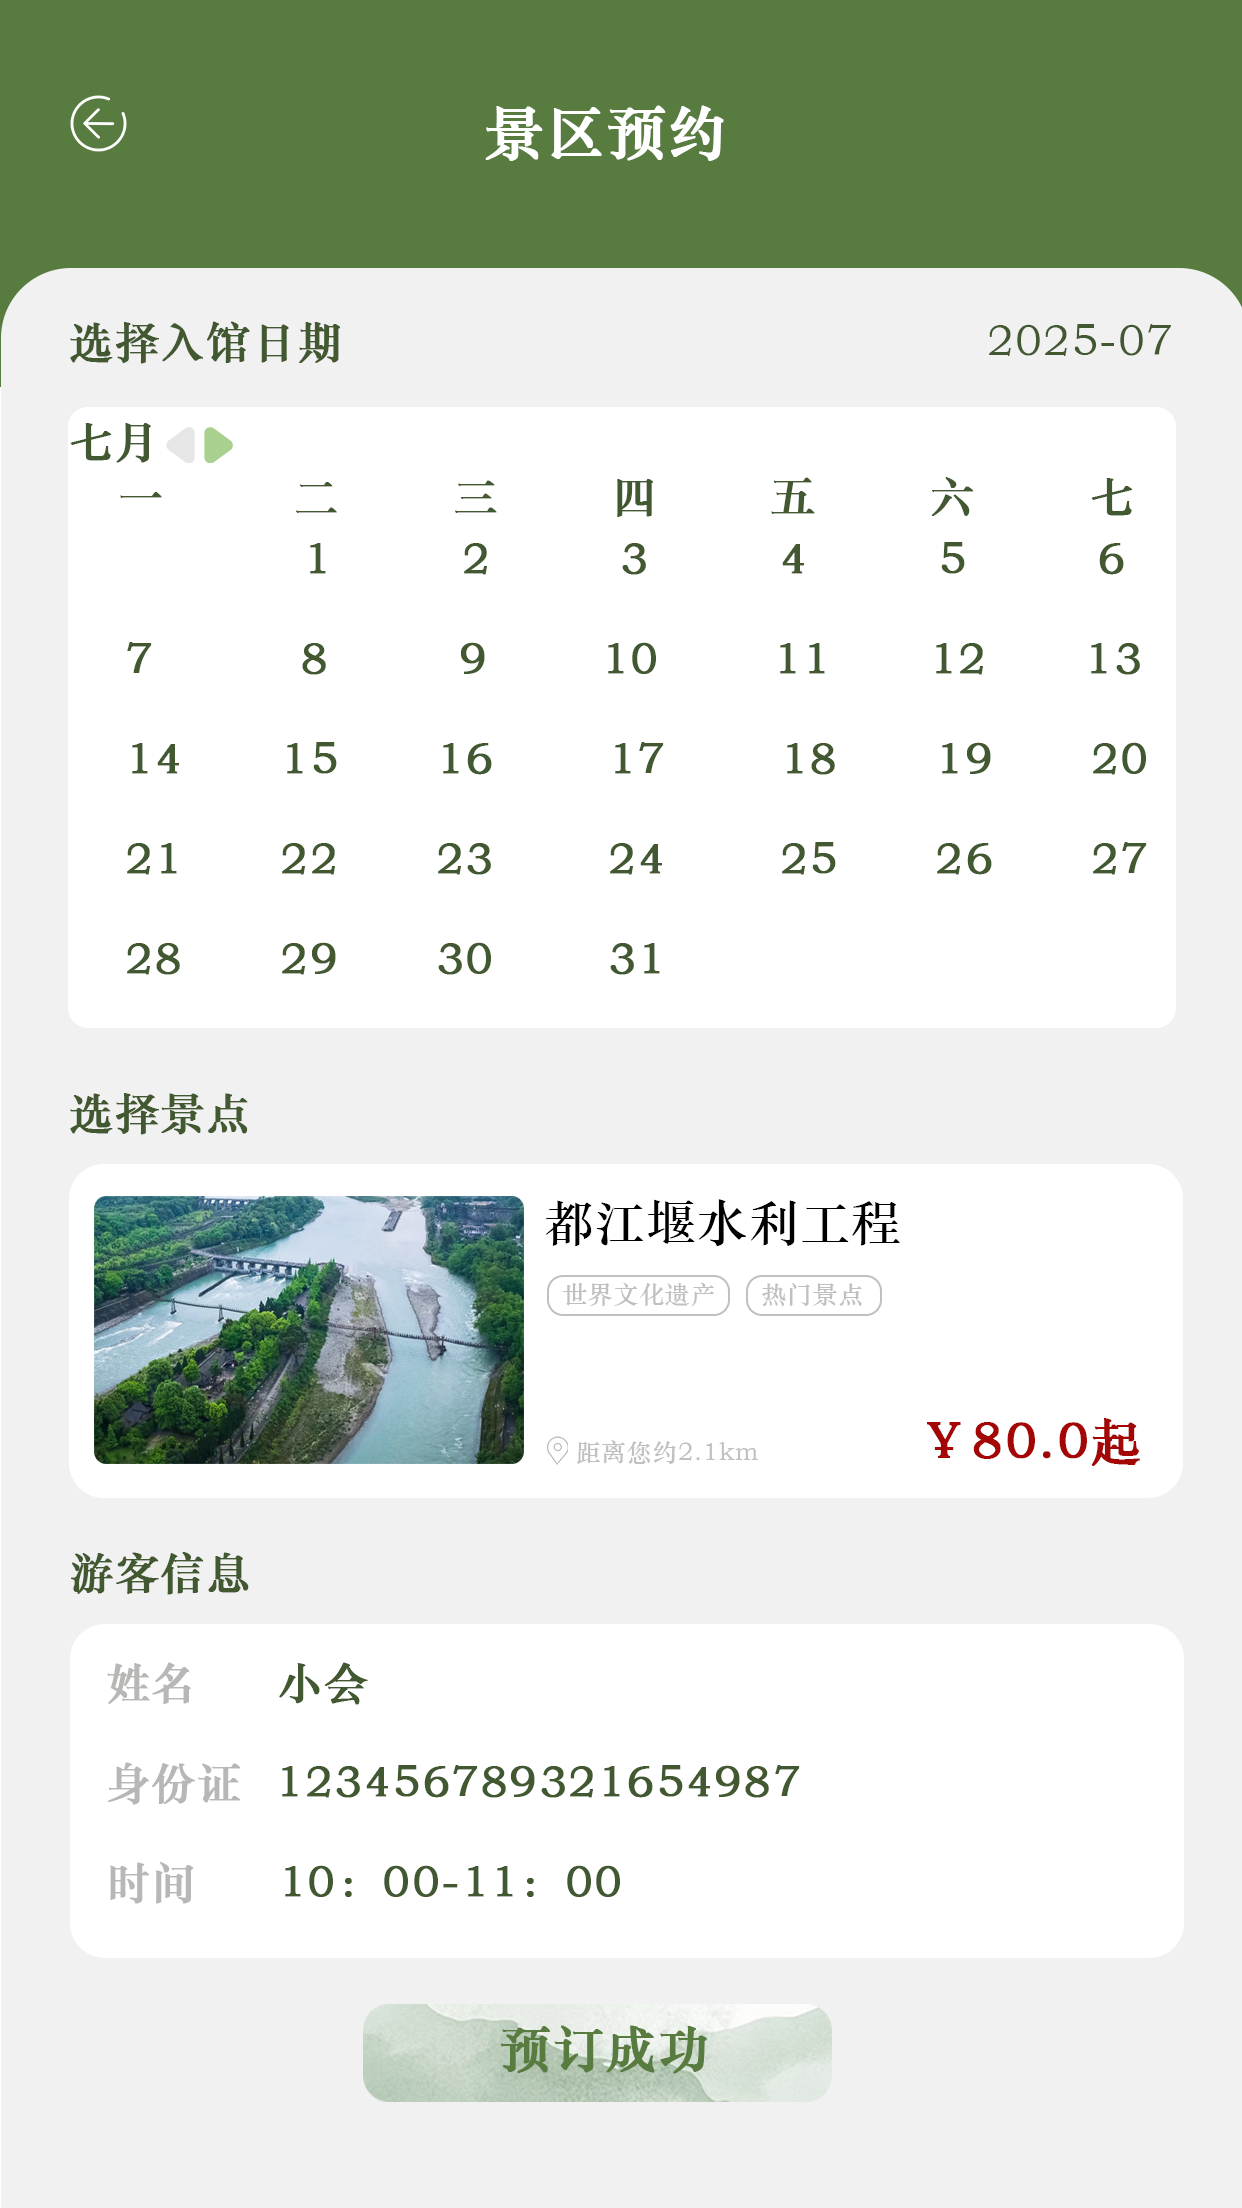 景区预约
选择入馆日期 2025-07
七月
一 二 三 四 五 六 七
1 2 3 4 5 6
7 8 9 10 11 12 13
14 15 16 17 18 19 20
21 22 23 24 25 26 27
28 29 30 31
选择景点
都江堰水利工程
世界文化遗产 热门景点
距离您约2.1km ￥80.0起
游客信息
姓名 小会
身份证 123456789321654987
时间 10：00-11：00
预订成功